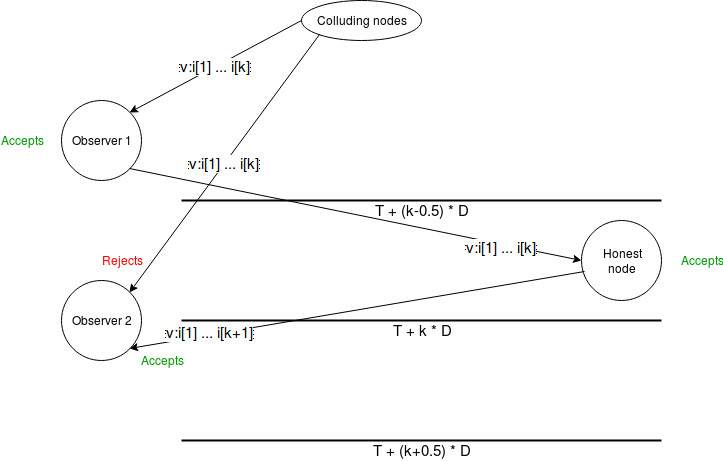 Colluding nodes
:v:i[1] ... i[k]:
Accepts
Observer 1
:v:i[1] ... i[k]:
T + (k-0.5) * D
:v:i[1] ... i[k]:
Honest
node
Accepts
Rejects
Observer 2
:v:i[1] ... i[k+1]:
T + k * D
Accepts
T + (k+0.5) * D